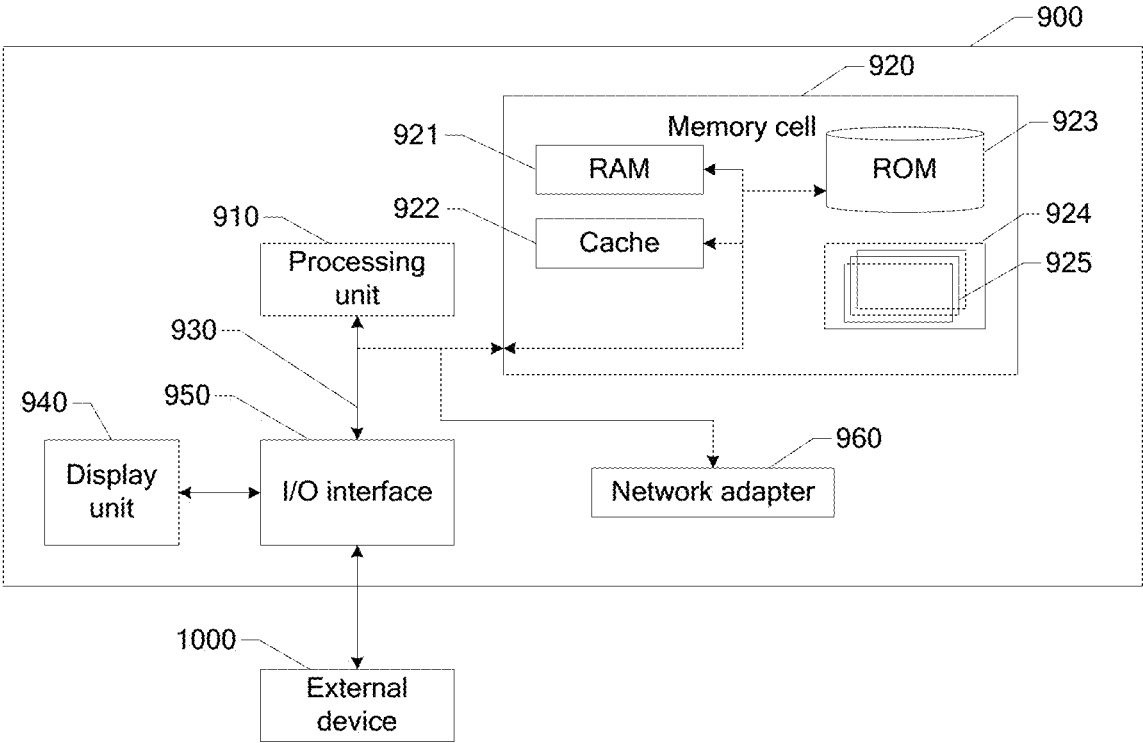 900
920
Memory cell
923
921
RAM
ROM
922
Cache
924
910
925
Processing
unit
930
950
940
960
Display
unit
I/O interface
Network adapter
1000
External
device